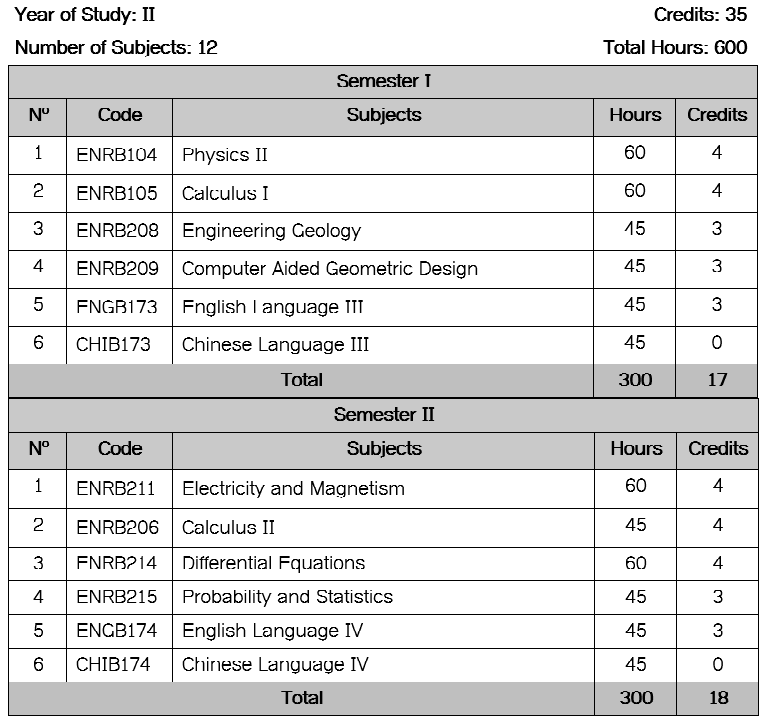 Year of Study: II Credits: 35
Number of Subjects: 12 Total Hours: 600
Semester I
Nº Code Subjects Hours Credits
1 ENRB104 Physics II 60 4
2 ENRB105 Calculus I 60 4
3 ENRB208 Engineering Geology 45 3
4 ENRB209 Computer Aided Geometric Design 45 3
5 ENGB173 English Language III 45 3
6 CHIB173 Chinese Language III 45 0
Total 300 17
Semester II
Nº Code Subjects Hours Credits
1 ENRB211 Electricity and Magnetism 60 4
2 ENRB206 Calculus II 45 4
3 ENRB214 Differential Equations 60 4
4 ENRB215 Probability and Statistics 45 3
5 ENGB174 English Language IV 45 3
6 CHIB174 Chinese Language IV 45 0
Total 300 18